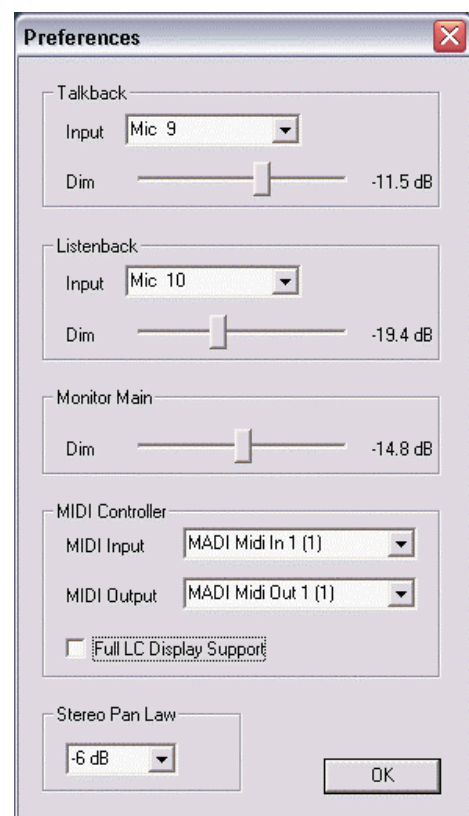 Preferences
Talkback
Input Mic 9
Dim -11.5 dB
Listenback
Input Mic 10
Dim -19.4 dB
Monitor Main
Dim -14.8 dB
MIDI Controller
MIDI Input MADI Midi In 1 (1)
MIDI Output MADI Midi Out 1 (1)
Full LC Display Support
Stereo Pan Law
-6 dB
OK